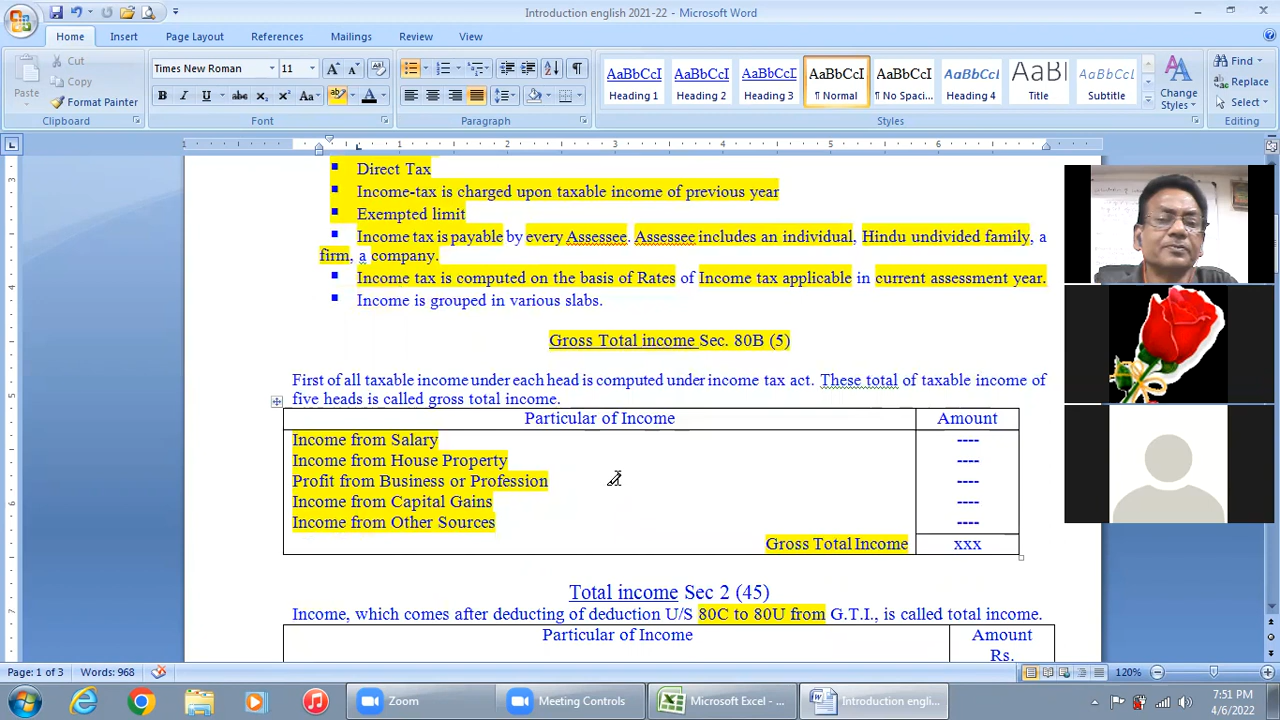 Introduction english 2021-22 - Microsoft Word
Home Insert Page Layout References Mailings Review View
Cut
Copy
Format Painter
Paste
Clipboard
Times New Roman 11
Font
Paragraph
AaBbCcI AaBbCcI AaBbCcI AaBbCcI AaBbCcI AaBbCcI AaBbC AaBbCcI
Heading 1 Heading 2 Heading 3 ¶ Normal ¶ No Spaci... Heading 4 Title Subtitle
Change Styles
Styles
Find
Replace
Select
Editing
Direct Tax
Income-tax is charged upon taxable income of previous year
Exempted limit
Income tax is payable by every Assessee. Assessee includes an individual, Hindu undivided family, a
firm, a company.
Income tax is computed on the basis of Rates of Income tax applicable in current assessment year.
Income is grouped in various slabs.
Gross Total income Sec. 80B (5)
First of all taxable income under each head is computed under income tax act. These total of taxable income of
five heads is called gross total income.
Particular of Income Amount
Income from Salary ----
Income from House Property ----
Profit from Business or Profession ----
Income from Capital Gains ----
Income from Other Sources ----
Gross Total Income xxx
Total income Sec 2 (45)
Income, which comes after deducting of deduction U/S 80C to 80U from G.T.I., is called total income.
Particular of Income Amount
Rs.
Page: 1 of 3 Words: 968 120%
Zoom Meeting Controls Microsoft Excel - ... Introduction engli...
7:51 PM
4/6/2022